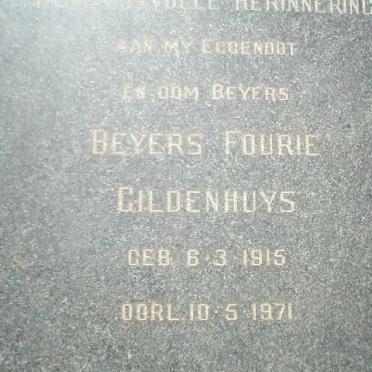 HERINNERING
AAN MY EGGENOOT
EN OOM BEYERS
BEYERS FOURIE
GILDENHUYS
GEB. 6·3·1915
OORL. 10·5·1971